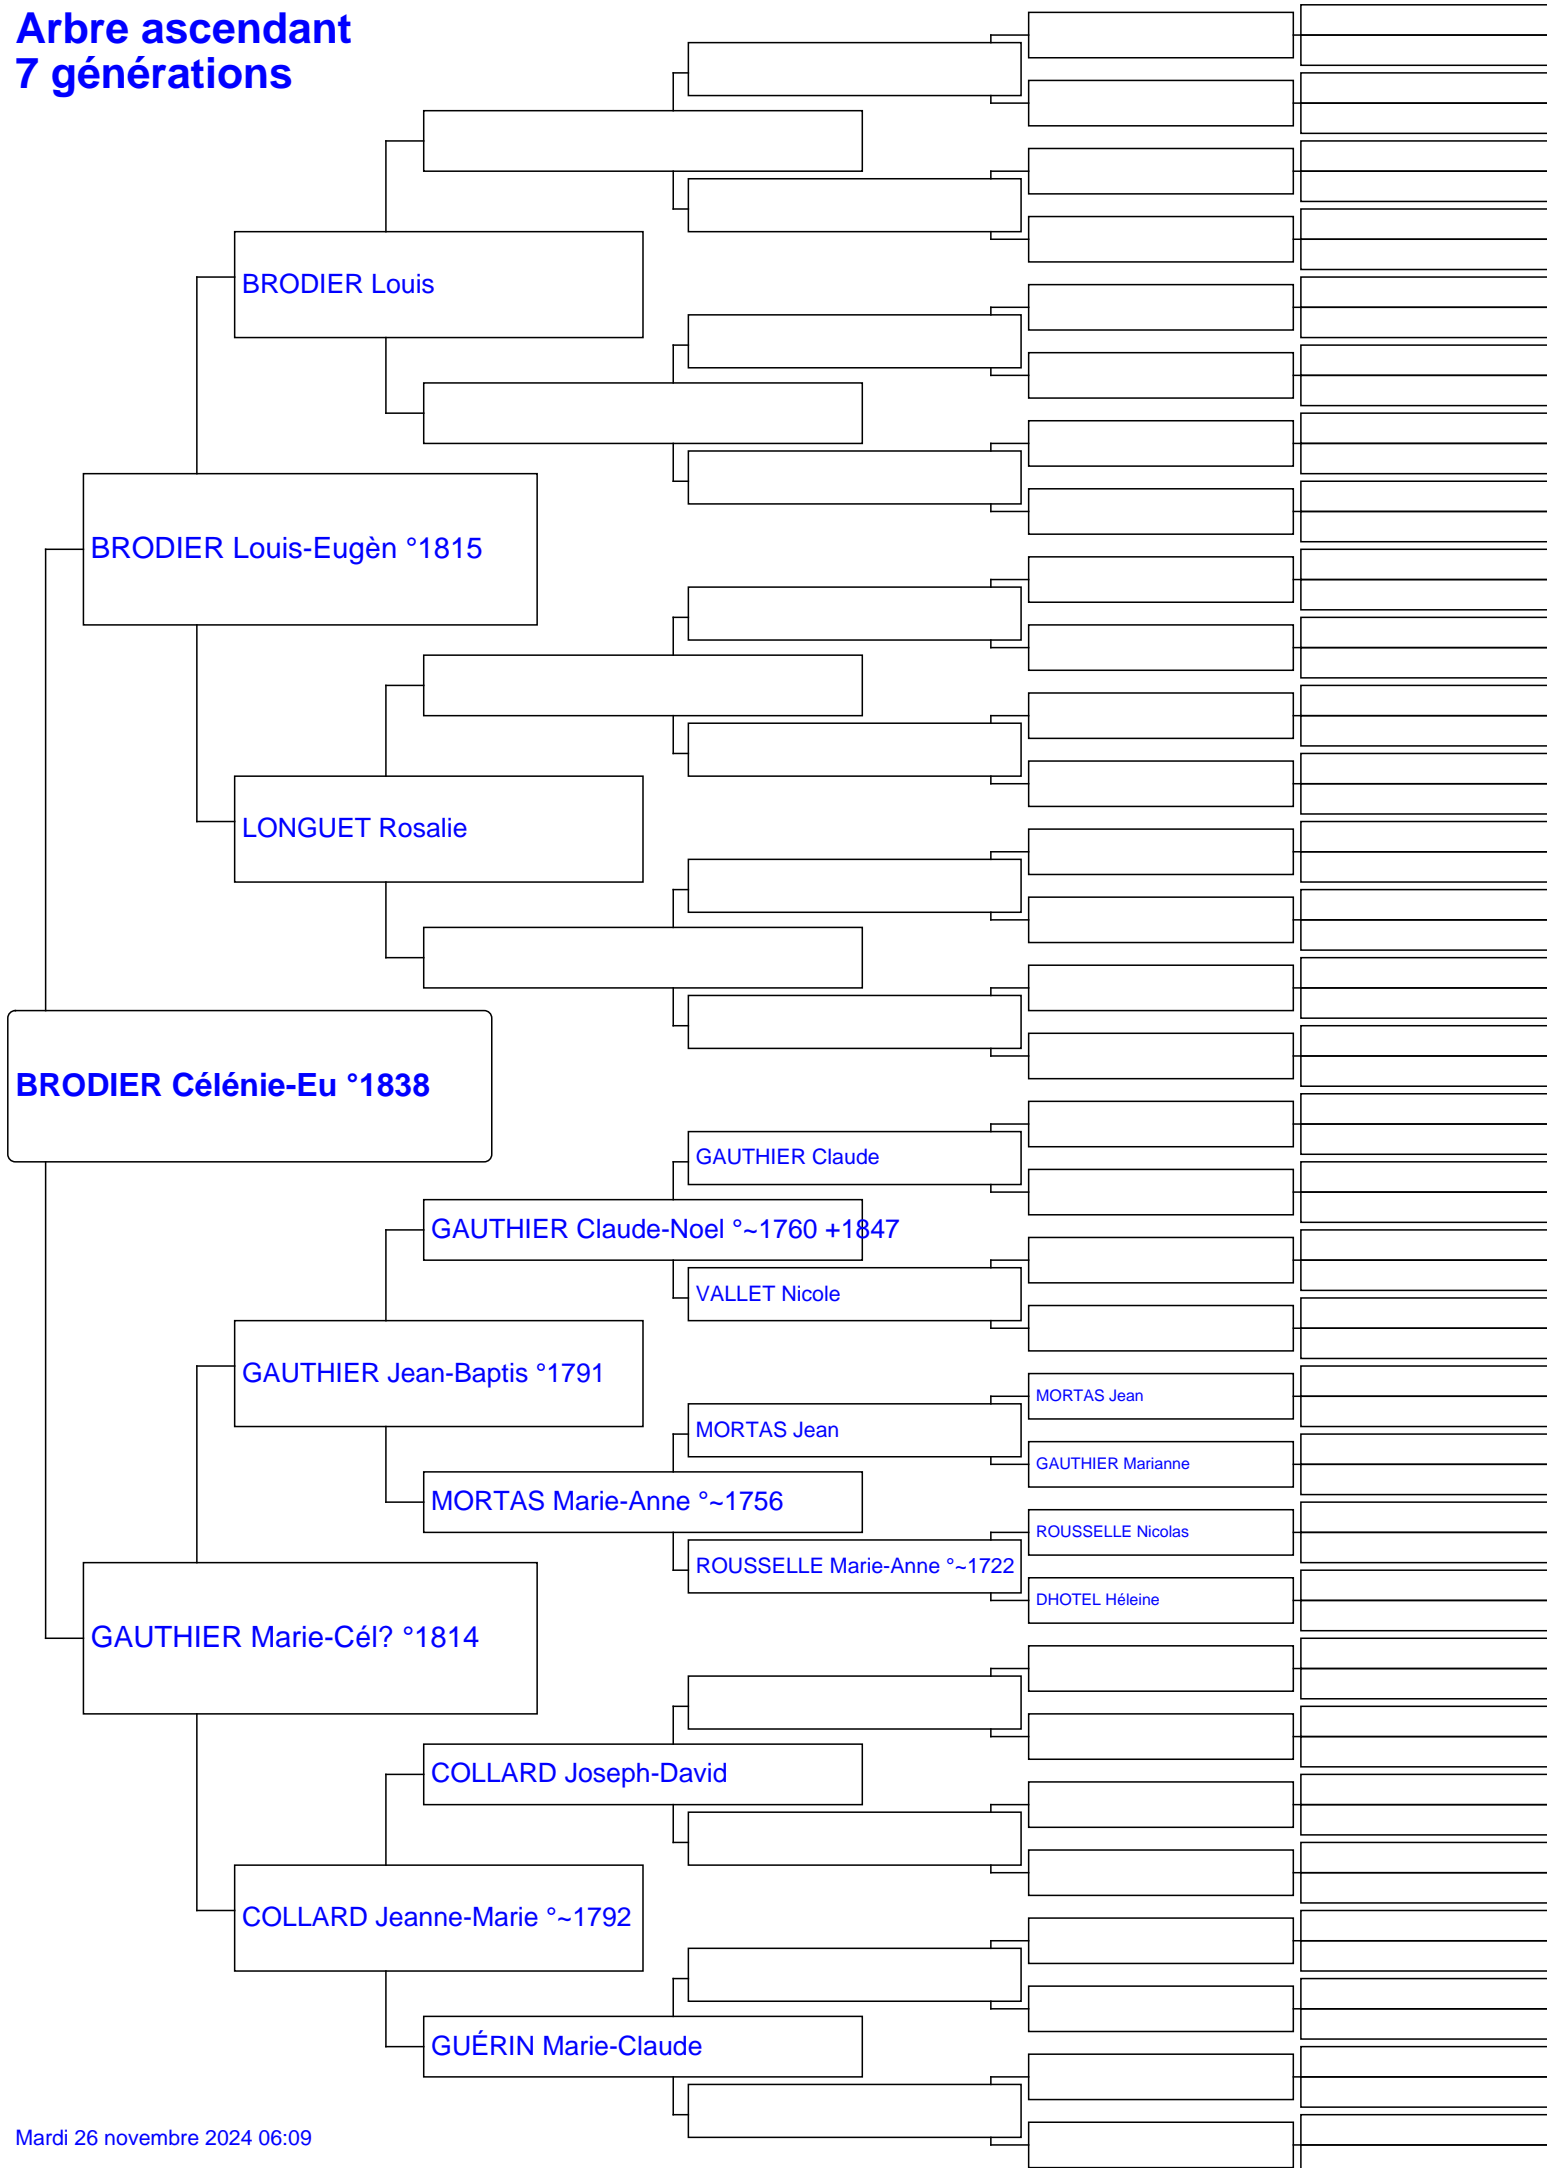 Arbre ascendant
7 générations
BRODIER Louis
BRODIER Louis-Eugèn °1815
LONGUET Rosalie
BRODIER Célénie-Eu °1838
GAUTHIER Claude
GAUTHIER Claude-Noel °~1760 +1847
VALLET Nicole
GAUTHIER Jean-Baptis °1791
MORTAS Jean
MORTAS Jean
GAUTHIER Marianne
MORTAS Marie-Anne °~1756
ROUSSELLE Nicolas
ROUSSELLE Marie-Anne °~1722
DHOTEL Héleine
GAUTHIER Marie-Cél? °1814
COLLARD Joseph-David
COLLARD Jeanne-Marie °~1792
GUÉRIN Marie-Claude
Mardi 26 novembre 2024 06:09